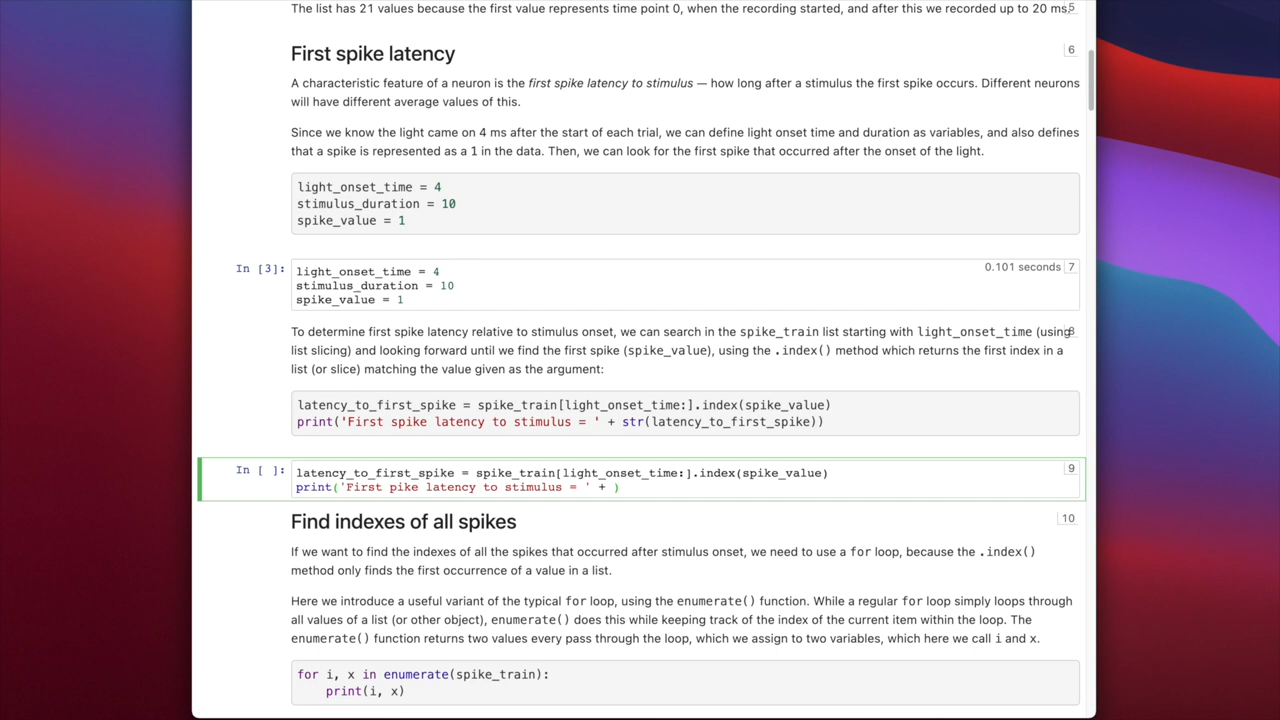 The list has 21 values because the first value represents time point 0, when the recording started, and after this we recorded up to 20 ms.
5
First spike latency
6
A characteristic feature of a neuron is the first spike latency to stimulus — how long after a stimulus the first spike occurs. Different neurons
will have different average values of this.
Since we know the light came on 4 ms after the start of each trial, we can define light onset time and duration as variables, and also defines
that a spike is represented as a 1 in the data. Then, we can look for the first spike that occurred after the onset of the light.
light_onset_time = 4
stimulus_duration = 10
spike_value = 1
In [3]:
0.101 seconds 7
light_onset_time = 4
stimulus_duration = 10
spike_value = 1
To determine first spike latency relative to stimulus onset, we can search in the spike_train list starting with light_onset_time (using
8
list slicing) and looking forward until we find the first spike (spike_value), using the .index() method which returns the first index in a
list (or slice) matching the value given as the argument:
latency_to_first_spike = spike_train[light_onset_time:].index(spike_value)
print('First spike latency to stimulus = ' + str(latency_to_first_spike))
In [ ]:
9
latency_to_first_spike = spike_train[light_onset_time:].index(spike_value)
print('First pike latency to stimulus = ' + )
Find indexes of all spikes
10
If we want to find the indexes of all the spikes that occurred after stimulus onset, we need to use a for loop, because the .index()
method only finds the first occurrence of a value in a list.
Here we introduce a useful variant of the typical for loop, using the enumerate() function. While a regular for loop simply loops through
all values of a list (or other object), enumerate() does this while keeping track of the index of the current item within the loop. The
enumerate() function returns two values every pass through the loop, which we assign to two variables, which here we call i and x.
for i, x in enumerate(spike_train):
    print(i, x)